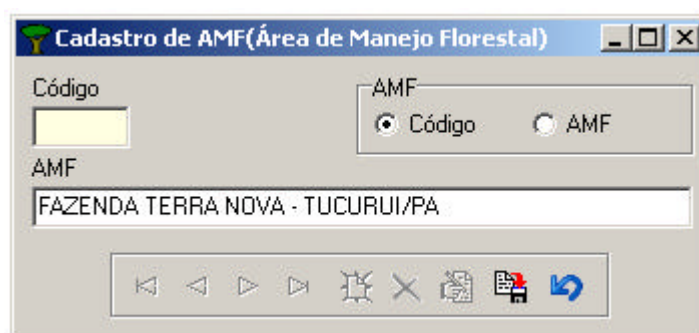 Cadastro de AMF(Área de Manejo Florestal)
Código
AMF
Código
AMF
AMF
FAZENDA TERRA NOVA - TUCURUI/PA